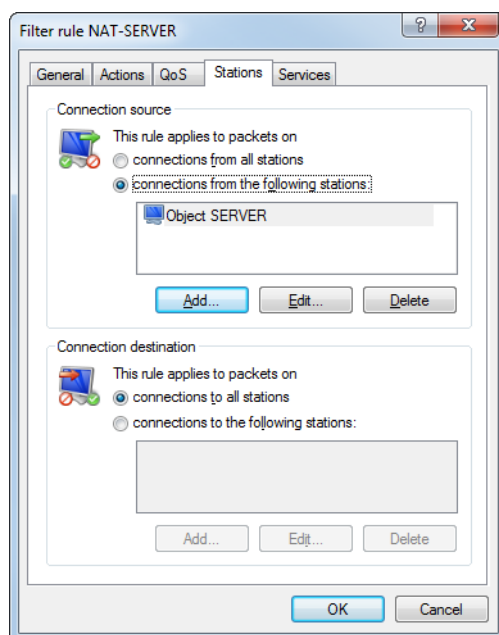 Filter rule NAT-SERVER
?
General Actions QoS Stations Services
Connection source
This rule applies to packets on
connections from all stations
connections from the following stations:
Object SERVER
Add... Edit... Delete
Connection destination
This rule applies to packets on
connections to all stations
connections to the following stations:
Add... Edit... Delete
OK Cancel